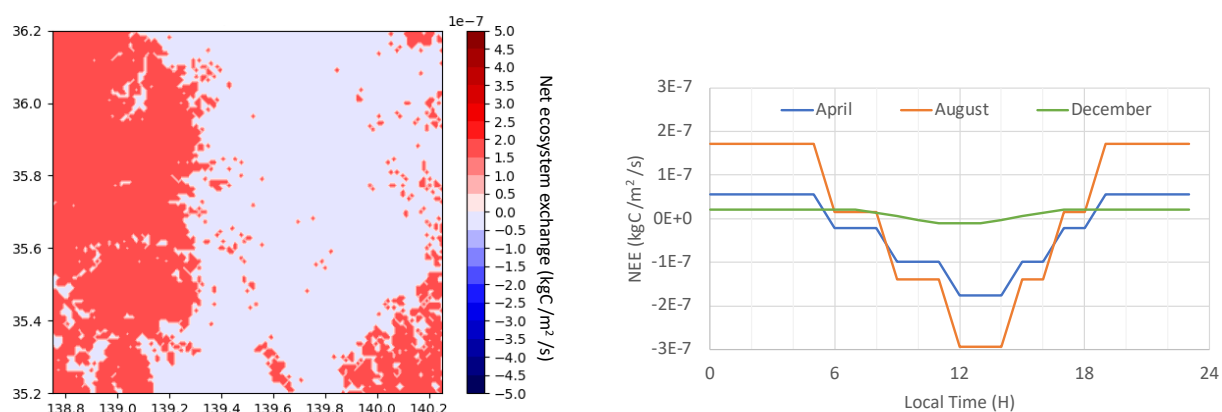 1e−7
36.2
36.0
35.8
35.6
35.4
35.2
138.8 139.0 139.2 139.4 139.6 139.8 140.0 140.2
5.0
4.5
4.0
3.5
3.0
2.5
2.0
1.5
1.0
0.5
0.0
−0.5
−1.0
−1.5
−2.0
−2.5
−3.0
−3.5
−4.0
−4.5
−5.0
Net ecosystem exchange (kgC /m² /s)
3E-7
2E-7
1E-7
0E+0
-1E-7
-2E-7
-3E-7
NEE (kgC /m² /s)
April August December
0 6 12 18 24
Local Time (H)